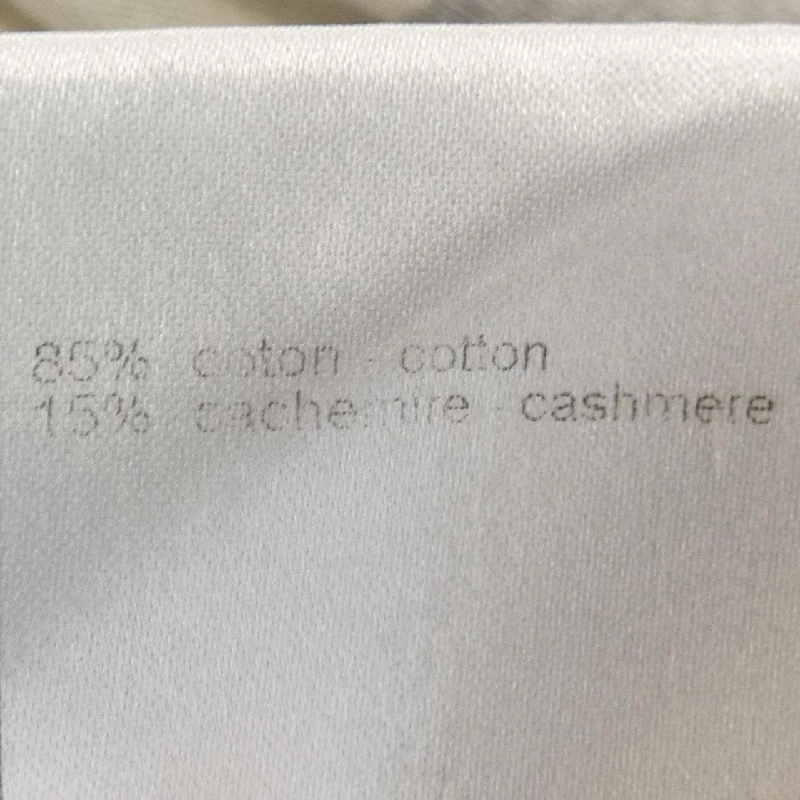 85% coton - cotton
15% cachemire - cashmere